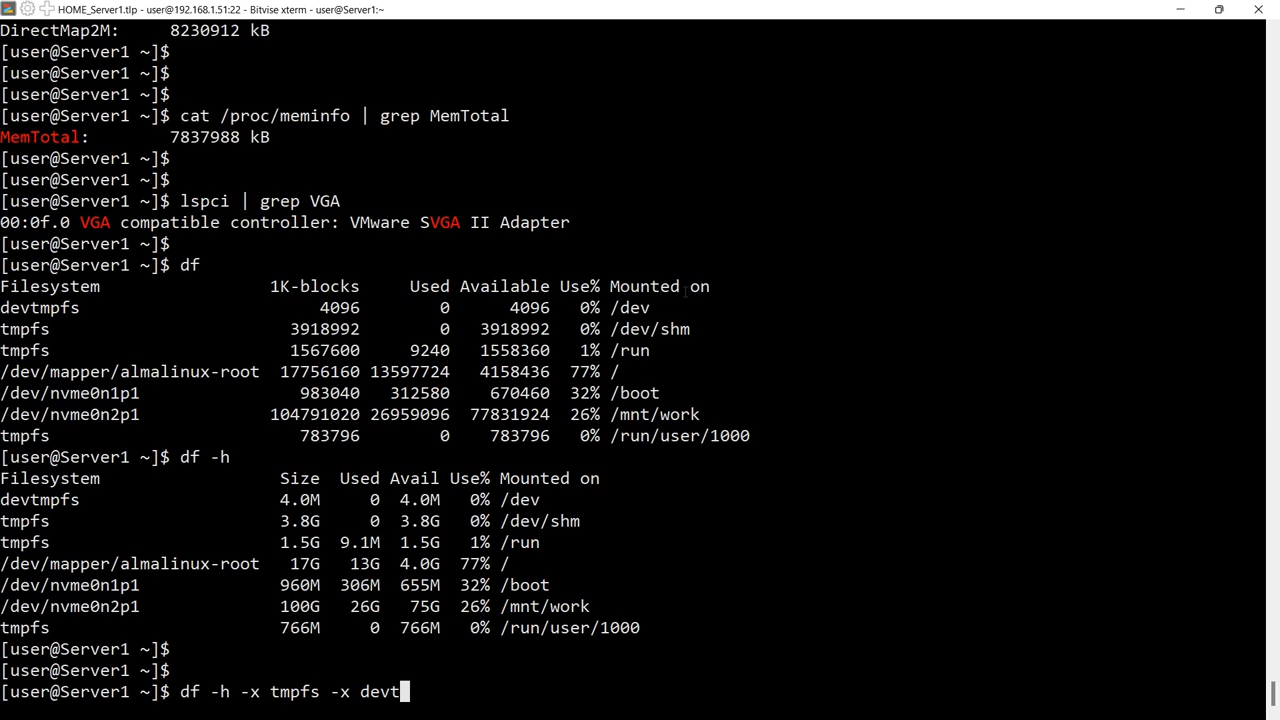 HOME_Server1.tlp - user@192.168.1.51:22 - Bitvise xterm - user@Server1:~
DirectMap2M:     8230912 kB
[user@Server1 ~]$
[user@Server1 ~]$
[user@Server1 ~]$
[user@Server1 ~]$ cat /proc/meminfo | grep MemTotal
MemTotal:        7837988 kB
[user@Server1 ~]$
[user@Server1 ~]$
[user@Server1 ~]$ lspci | grep VGA
00:0f.0 VGA compatible controller: VMware SVGA II Adapter
[user@Server1 ~]$
[user@Server1 ~]$ df
Filesystem                 1K-blocks     Used Available Use% Mounted on
devtmpfs                        4096        0      4096   0% /dev
tmpfs                        3918992        0   3918992   0% /dev/shm
tmpfs                        1567600     9240   1558360   1% /run
/dev/mapper/almalinux-root  17756160 13597724   4158436  77% /
/dev/nvme0n1p1                983040   312580    670460  32% /boot
/dev/nvme0n2p1             104791020 26959096  77831924  26% /mnt/work
tmpfs                         783796        0    783796   0% /run/user/1000
[user@Server1 ~]$ df -h
Filesystem                  Size  Used Avail Use% Mounted on
devtmpfs                    4.0M     0  4.0M   0% /dev
tmpfs                       3.8G     0  3.8G   0% /dev/shm
tmpfs                       1.5G  9.1M  1.5G   1% /run
/dev/mapper/almalinux-root   17G   13G  4.0G  77% /
/dev/nvme0n1p1              960M  306M  655M  32% /boot
/dev/nvme0n2p1              100G   26G   75G  26% /mnt/work
tmpfs                       766M     0  766M   0% /run/user/1000
[user@Server1 ~]$
[user@Server1 ~]$
[user@Server1 ~]$ df -h -x tmpfs -x devt